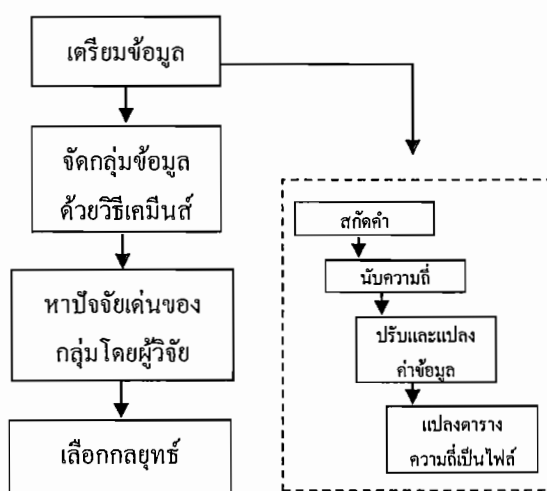 เตรียมข้อมูล
จัดกลุ่มข้อมูล
ด้วยวิธีเคมีนส์
หาปัจจัยเด่นของ
กลุ่มโดยผู้วิจัย
เลือกกลยุทธ์
สกัดคำ
นับความถี่
ปรับและแปลง
ค่าข้อมูล
แปลงตาราง
ความถี่เป็นไฟล์